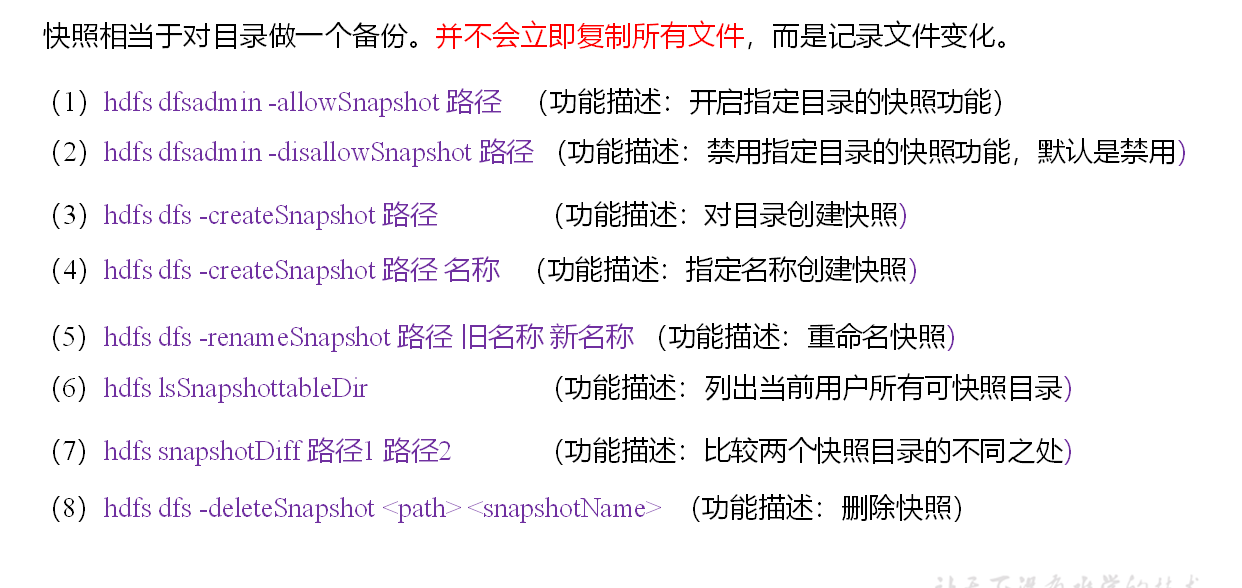 快照相当于对目录做一个备份。并不会立即复制所有文件，而是记录文件变化。
（1）hdfs dfsadmin -allowSnapshot 路径 （功能描述：开启指定目录的快照功能）
（2）hdfs dfsadmin -disallowSnapshot 路径 （功能描述：禁用指定目录的快照功能，默认是禁用）
（3）hdfs dfs -createSnapshot 路径 （功能描述：对目录创建快照）
（4）hdfs dfs -createSnapshot 路径 名称 （功能描述：指定名称创建快照）
（5）hdfs dfs -renameSnapshot 路径 旧名称 新名称 （功能描述：重命名快照）
（6）hdfs lsSnapshottableDir （功能描述：列出当前用户所有可快照目录）
（7）hdfs snapshotDiff 路径1 路径2 （功能描述：比较两个快照目录的不同之处）
（8）hdfs dfs -deleteSnapshot <path> <snapshotName> （功能描述：删除快照）